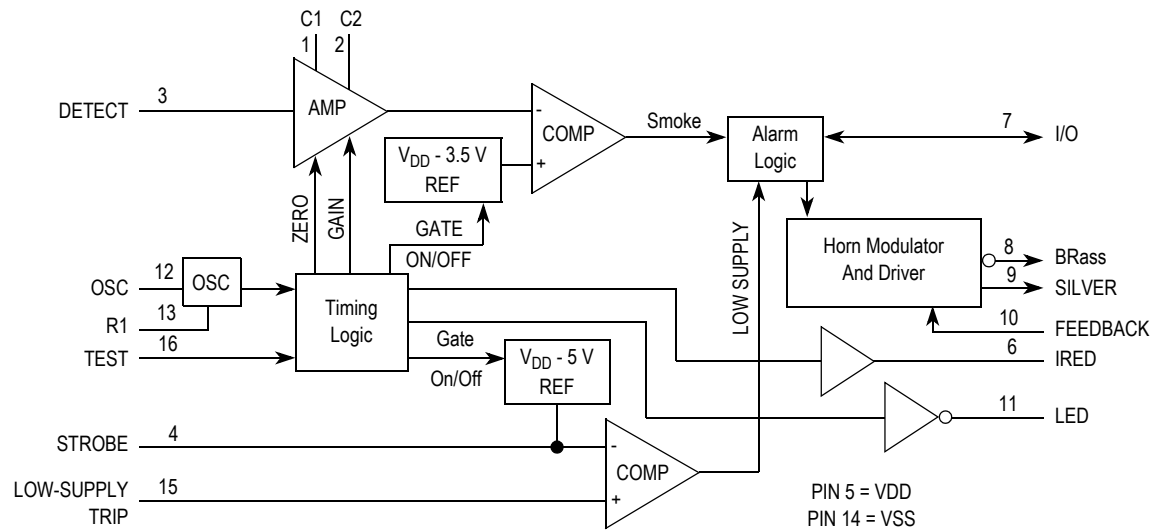 C1 C2
1 2
DETECT 3
AMP
-
COMP
+
Smoke
Alarm
Logic
7 I/O
VDD - 3.5 V
REF
ZERO
GAIN
GATE
ON/OFF
LOW SUPPLY
Horn Modulator
And Driver
8 BRass
9 SILVER
10 FEEDBACK
OSC 12
OSC
R1 13
TEST 16
Timing
Logic
Gate
On/Off
VDD - 5 V
REF
6 IRED
11 LED
STROBE 4
-
COMP
+
LOW-SUPPLY
TRIP
15
PIN 5 = VDD
PIN 14 = VSS